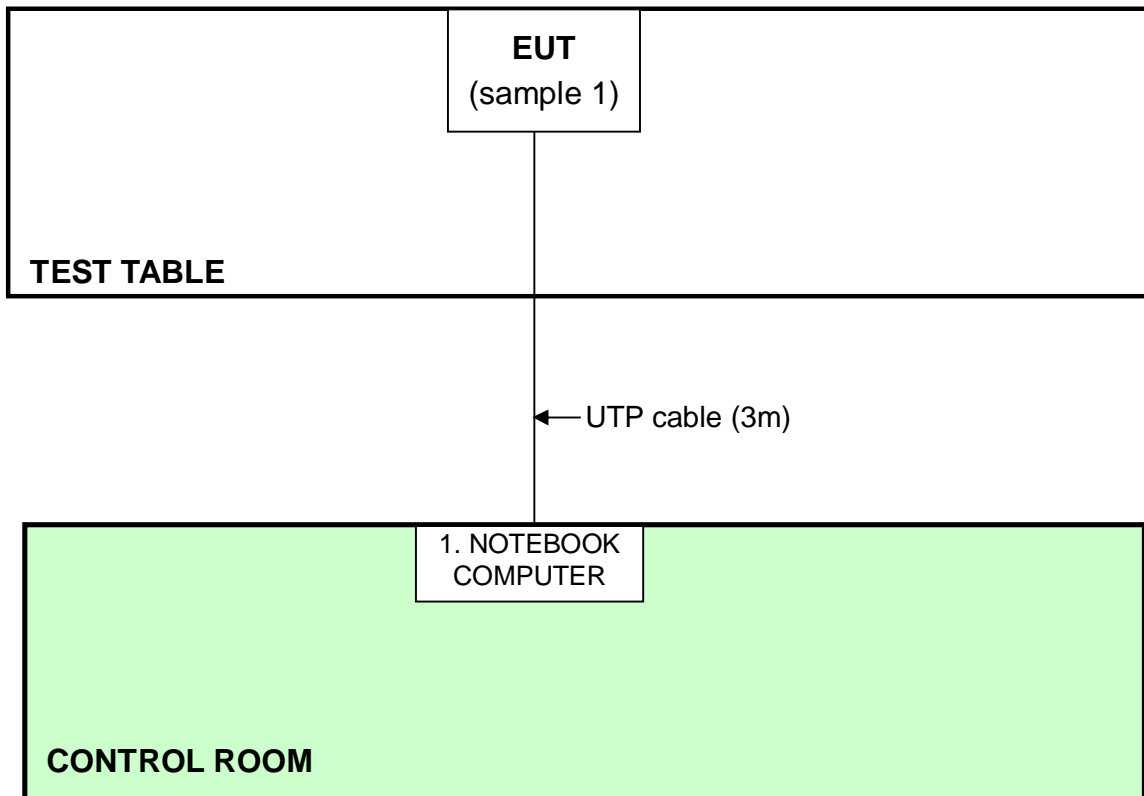 EUT
(sample 1)
TEST TABLE
UTP cable (3m)
1. NOTEBOOK
COMPUTER
CONTROL ROOM